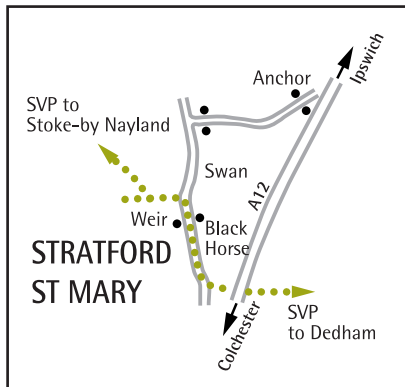 Ipswich
Anchor
SVP to
Stoke-by Nayland
Swan
A12
Weir
Black
Horse
STRATFORD
ST MARY
SVP
to Dedham
Colchester